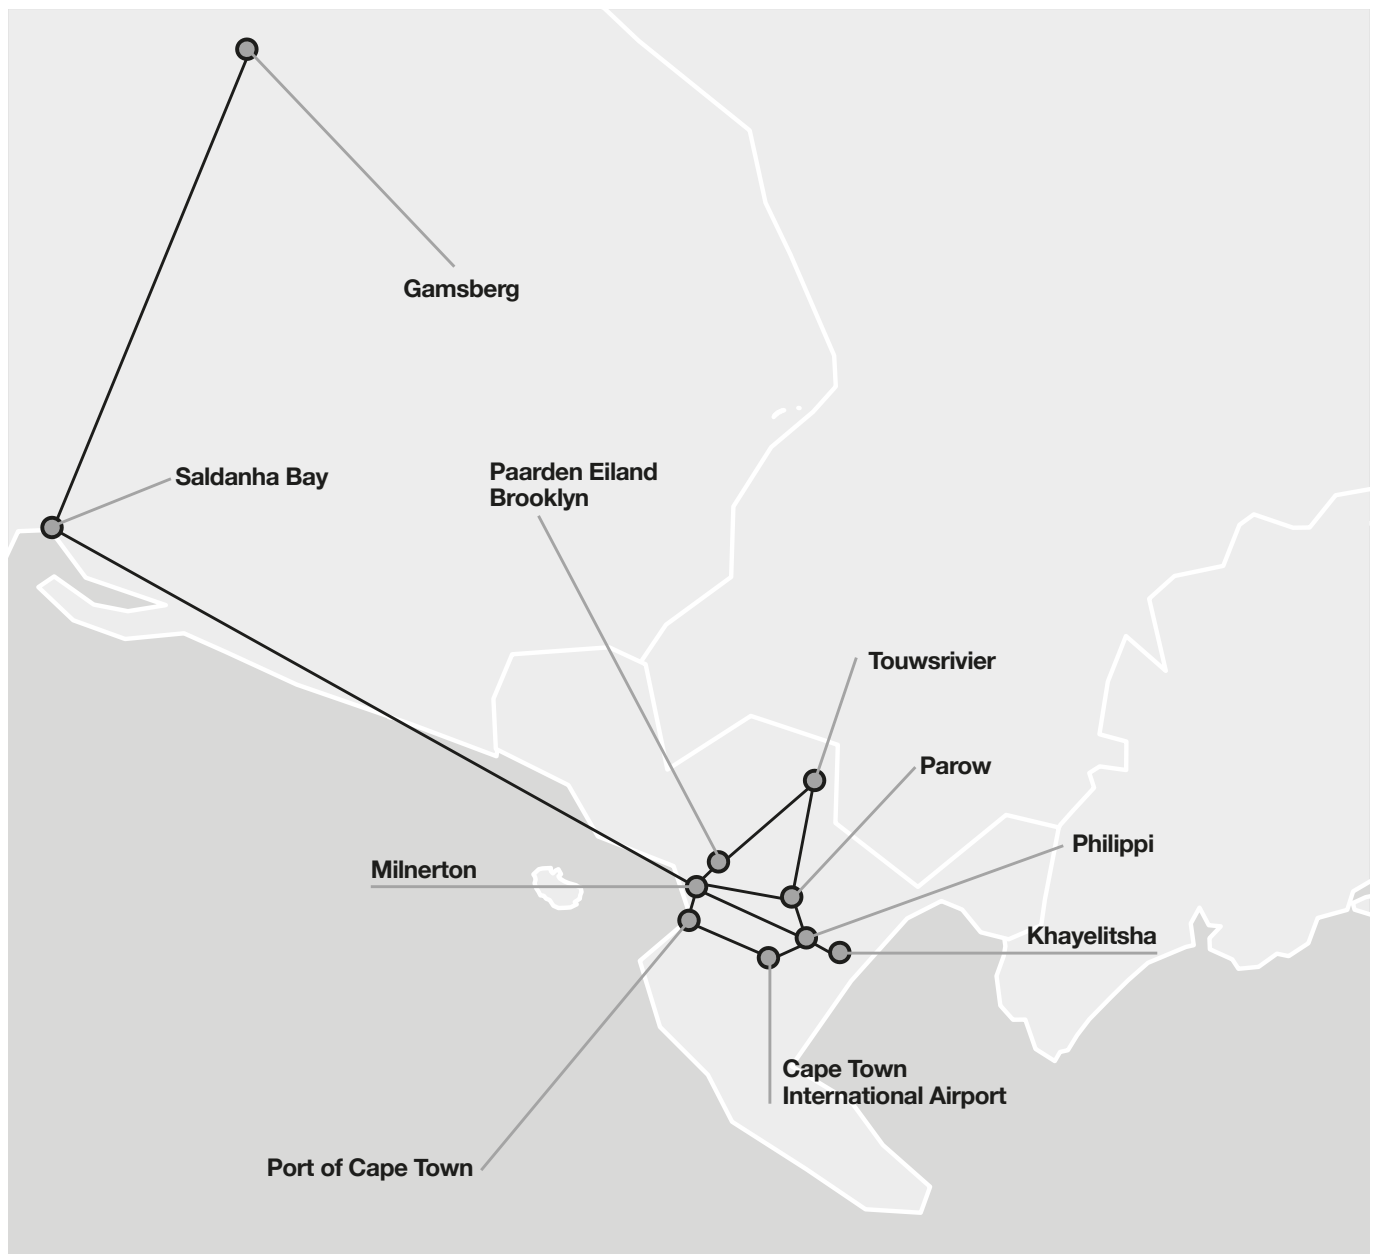 Gamsberg
Saldanha Bay
Paarden Eiland
Brooklyn
Touwsrivier
Parow
Philippi
Milnerton
Khayelitsha
Cape Town
International Airport
Port of Cape Town